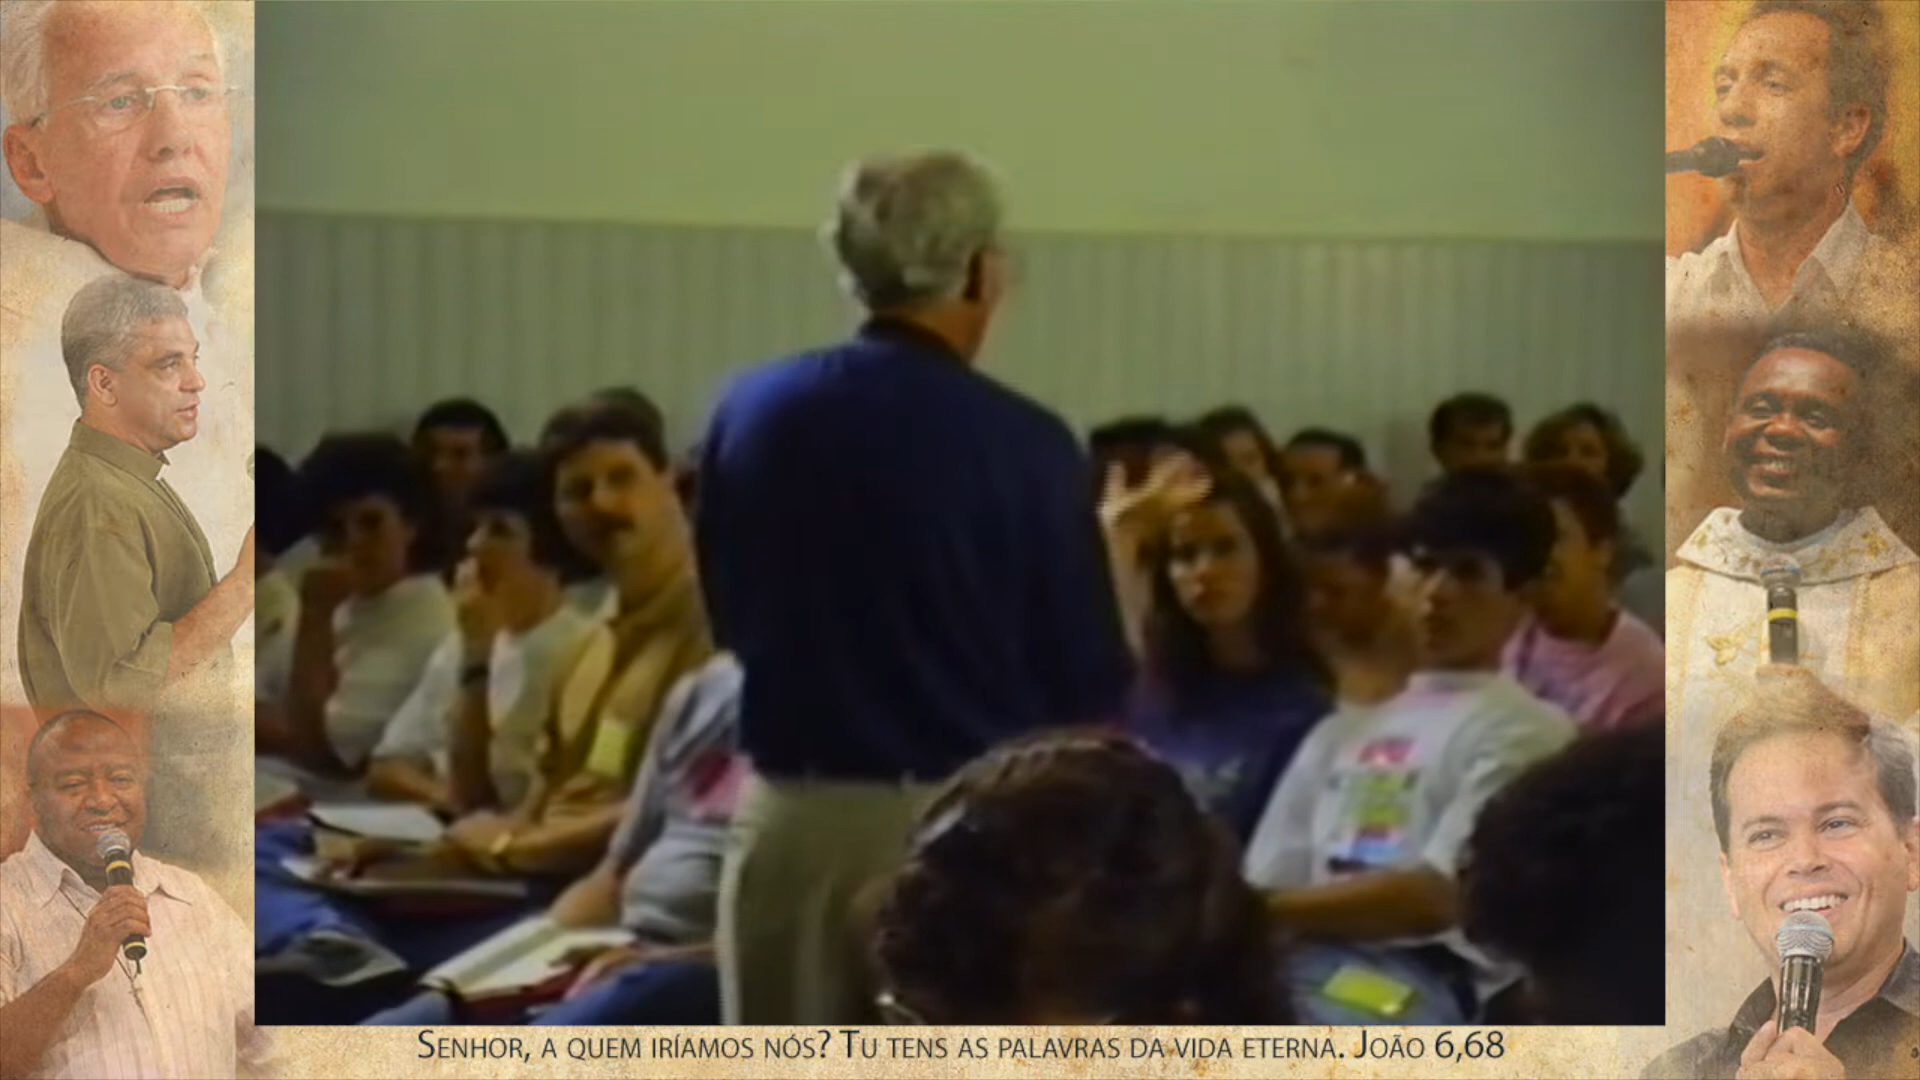 Senhor, a quem iríamos nós? Tu tens as palavras da vida eterna. João 6,68